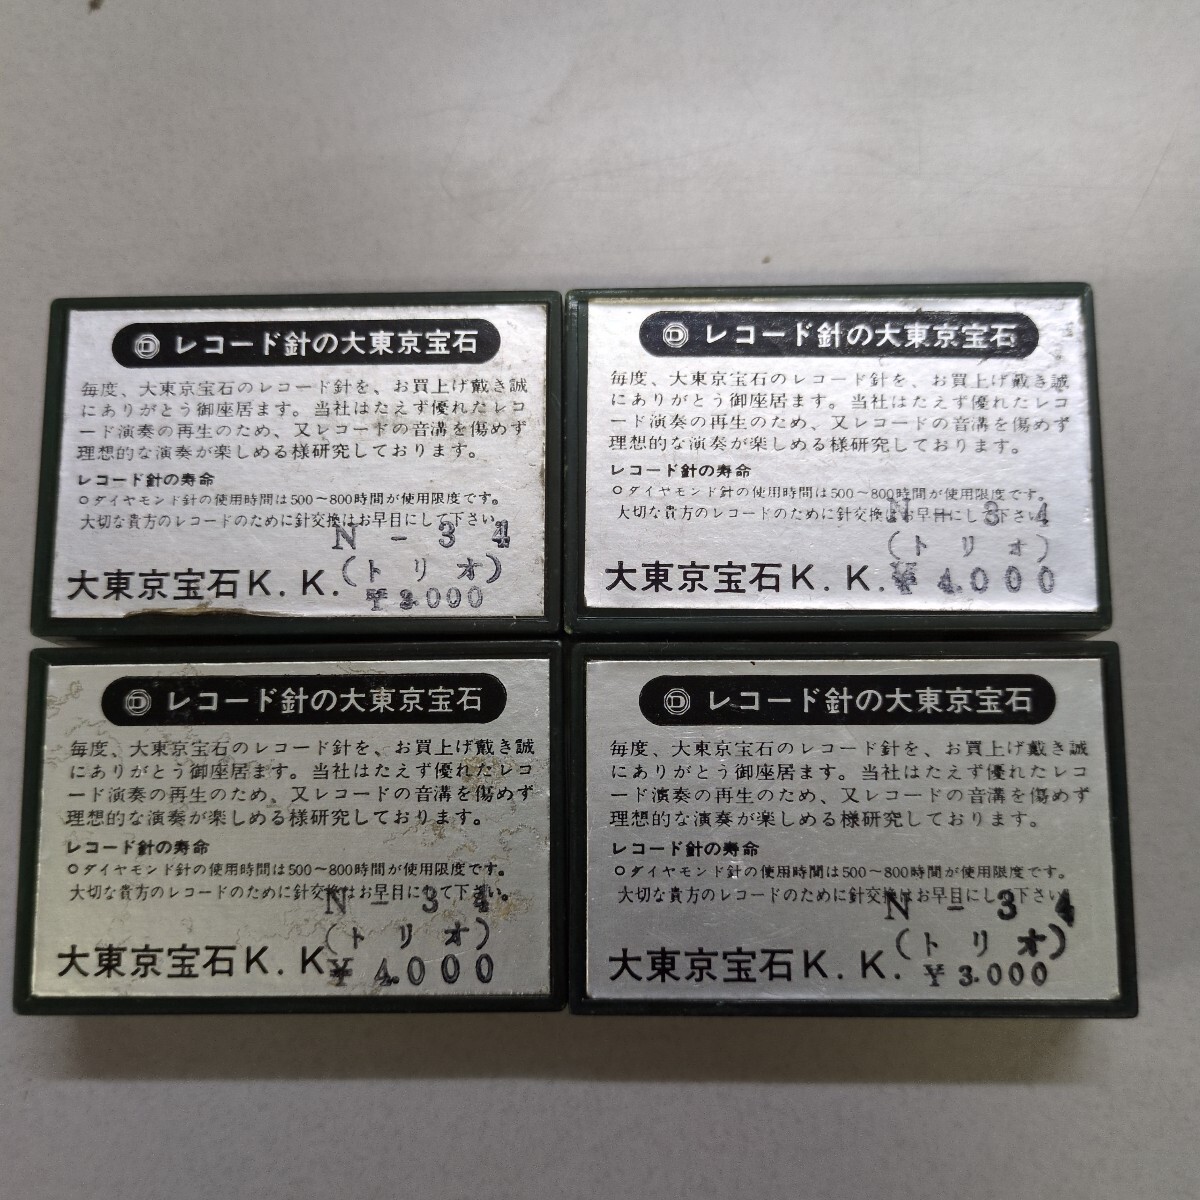 D レコード針の大東京宝石
毎度、大東京宝石のレコード針を、お買上げ戴き誠
にありがとう御座居ます。当社はたえず優れたレコ
ード演奏の再生のため、又レコードの音溝を傷めず
理想的な演奏が楽しめる様研究しております。
レコード針の寿命
○ダイヤモンド針の使用時間は500～800時間が使用限度です。
大切な貴方のレコードのために針交換はお早目にして下さい。
N-34
(トリオ)
大東京宝石K.K.
¥3.000
D レコード針の大東京宝石
毎度、大東京宝石のレコード針を、お買上げ戴き誠
にありがとう御座居ます。当社はたえず優れたレコ
ード演奏の再生のため、又レコードの音溝を傷めず
理想的な演奏が楽しめる様研究しております。
レコード針の寿命
○ダイヤモンド針の使用時間は500～800時間が使用限度です。
大切な貴方のレコードのために針交換はお早目にして下さい
N-34
(トリオ)
大東京宝石K.K.
¥4.000
D レコード針の大東京宝石
毎度、大東京宝石のレコード針を、お買上げ戴き誠
にありがとう御座居ます。当社はたえず優れたレコ
ード演奏の再生のため、又レコードの音溝を傷めず
理想的な演奏が楽しめる様研究しております。
レコード針の寿命
○ダイヤモンド針の使用時間は500～800時間が使用限度です。
大切な貴方のレコードのために針交換はお早目にして下さい。
N-34
(トリオ)
大東京宝石K.K.
¥4.000
D レコード針の大東京宝石
毎度、大東京宝石のレコード針を、お買上げ戴き誠
にありがとう御座居ます。当社はたえず優れたレコ
ード演奏の再生のため、又レコードの音溝を傷めず
理想的な演奏が楽しめる様研究しております。
レコード針の寿命
○ダイヤモンド針の使用時間は500～800時間が使用限度です。
大切な貴方のレコードのために針交換はお早目にして下さい
N-34
(トリオ)
大東京宝石K.K.
¥3.000